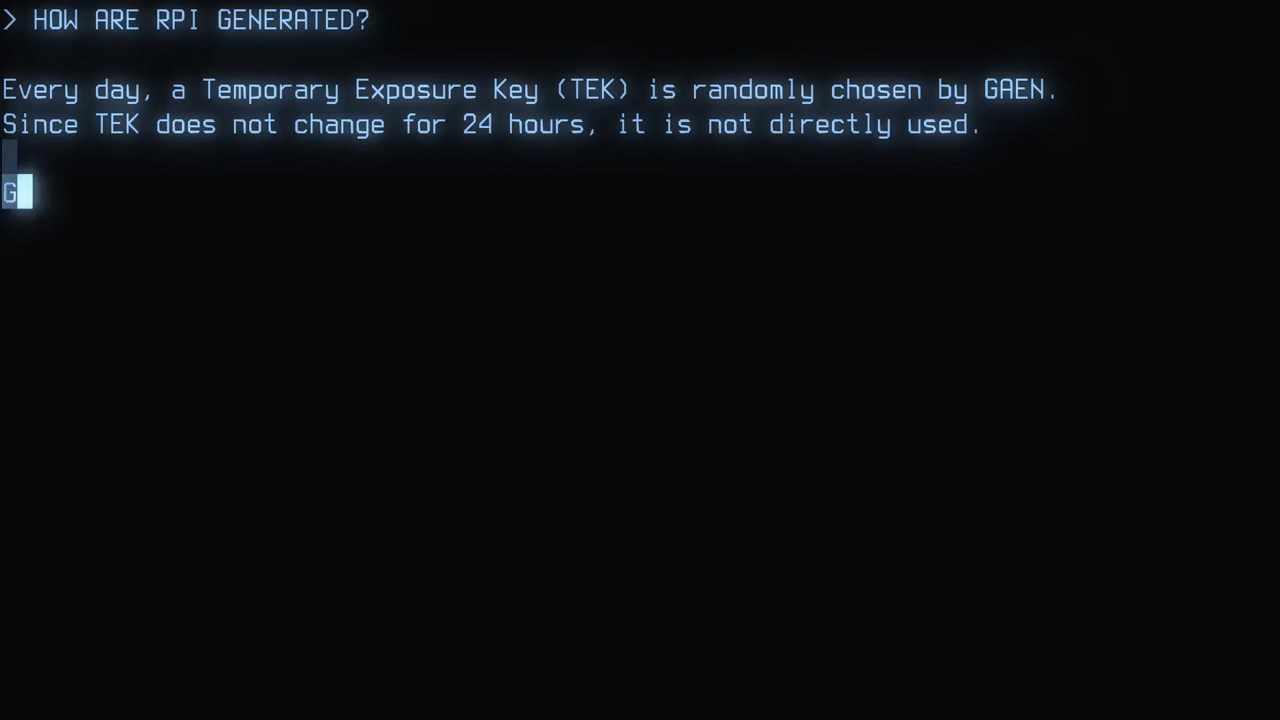 > HOW ARE RPI GENERATED?
Every day, a Temporary Exposure Key (TEK) is randomly chosen by GAEN.
Since TEK does not change for 24 hours, it is not directly used.
G